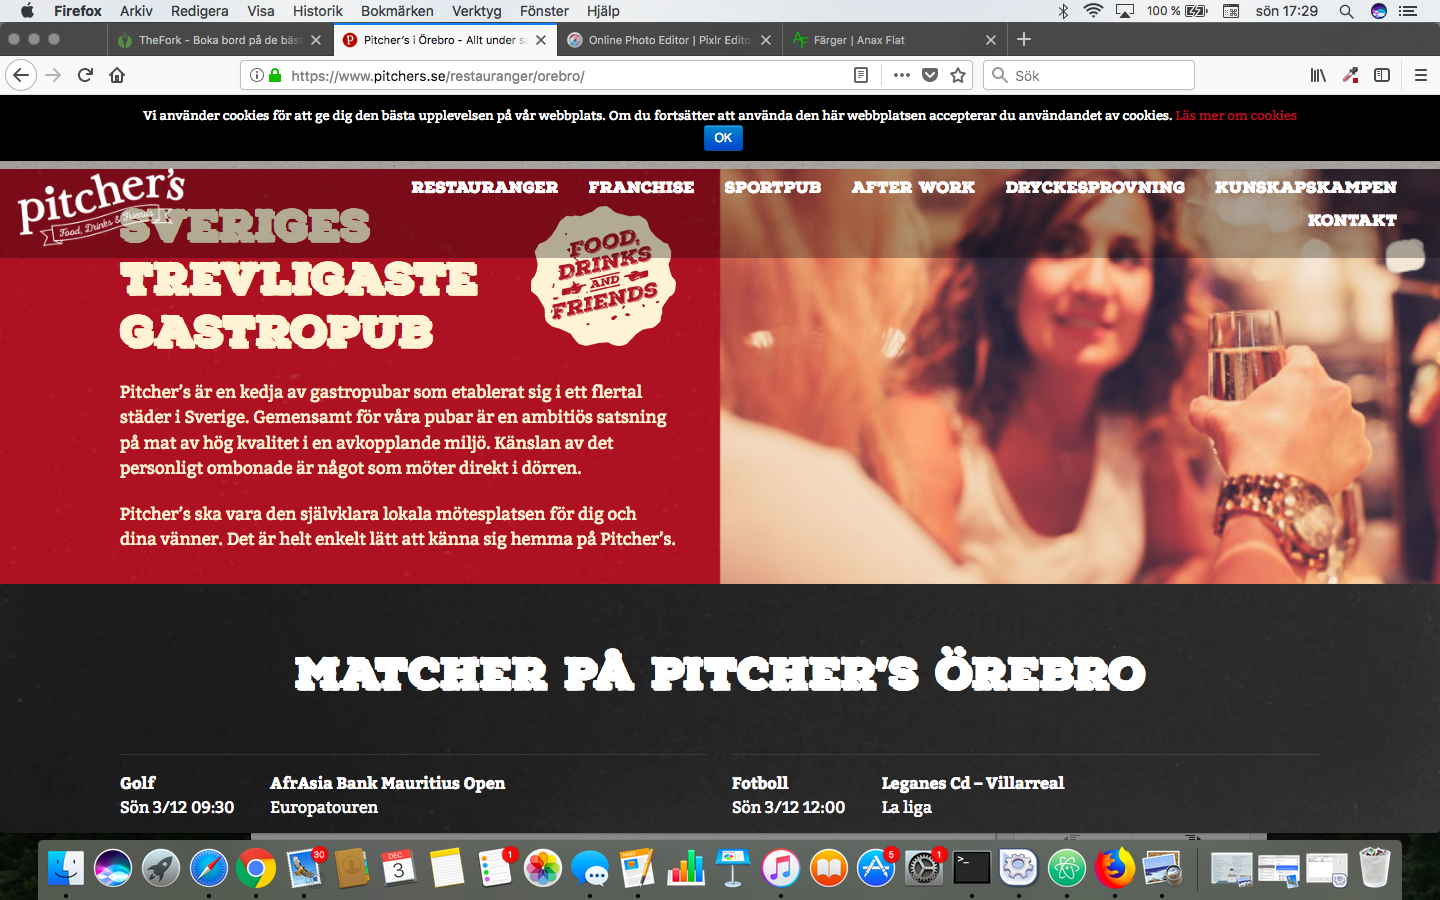 Firefox Arkiv Redigera Visa Historik Bokmärken Verktyg Fönster Hjälp 100 % sön 17:29
TheFork - Boka bord på de bäst Pitcher's i Örebro - Allt under sa Online Photo Editor | Pixlr Editor Färger | Anax Flat
https://www.pitchers.se/restauranger/orebro/ Sök
Vi använder cookies för att ge dig den bästa upplevelsen på vår webbplats. Om du fortsätter att använda den här webbplatsen accepterar du användandet av cookies. Läs mer om cookies
OK
pitcher's
Food, Drinks & Friends
RESTAURANGER FRANCHISE SPORTPUB AFTER WORK DRYCKESPROVNING KUNSKAPSKAMPEN
KONTAKT
SVERIGES
TREVLIGASTE
GASTROPUB
FOOD,
DRINKS
AND
FRIENDS
Pitcher's är en kedja av gastropubar som etablerat sig i ett flertal
städer i Sverige. Gemensamt för våra pubar är en ambitiös satsning
på mat av hög kvalitet i en avkopplande miljö. Känslan av det
personligt ombonade är något som möter direkt i dörren.
Pitcher's ska vara den självklara lokala mötesplatsen för dig och
dina vänner. Det är helt enkelt lätt att känna sig hemma på Pitcher's.
MATCHER PÅ PITCHER'S ÖREBRO
Golf AfrAsia Bank Mauritius Open Fotboll Leganes Cd – Villarreal
Sön 3/12 09:30 Europatouren Sön 3/12 12:00 La liga
30 DEC. 3 1 5 1